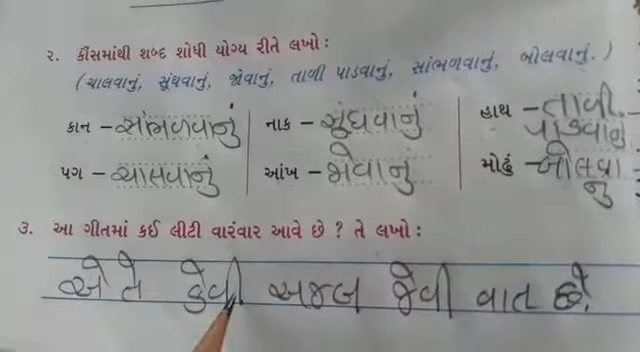 ૨. કૌંસમાંથી શબ્દ શોધી યોગ્ય રીતે લખો :
(ચાલવાનું, સૂંઘવાનું, જોવાનું, તાળી પાડવાનું, સાંભળવાનું, બોલવાનું.)
કાન – સાંભળવાનું નાક – સૂંઘવાનું હાથ – તાળી
પાડવાનું
પગ – ચાલવાનું આંખ – જોવાનું મોઢું – બોલવા
નુ
૩. આ ગીતમાં કઈ લીટી વારંવાર આવે છે ? તે લખો :
એ તે કેવી અજબ જેવી વાત છે.